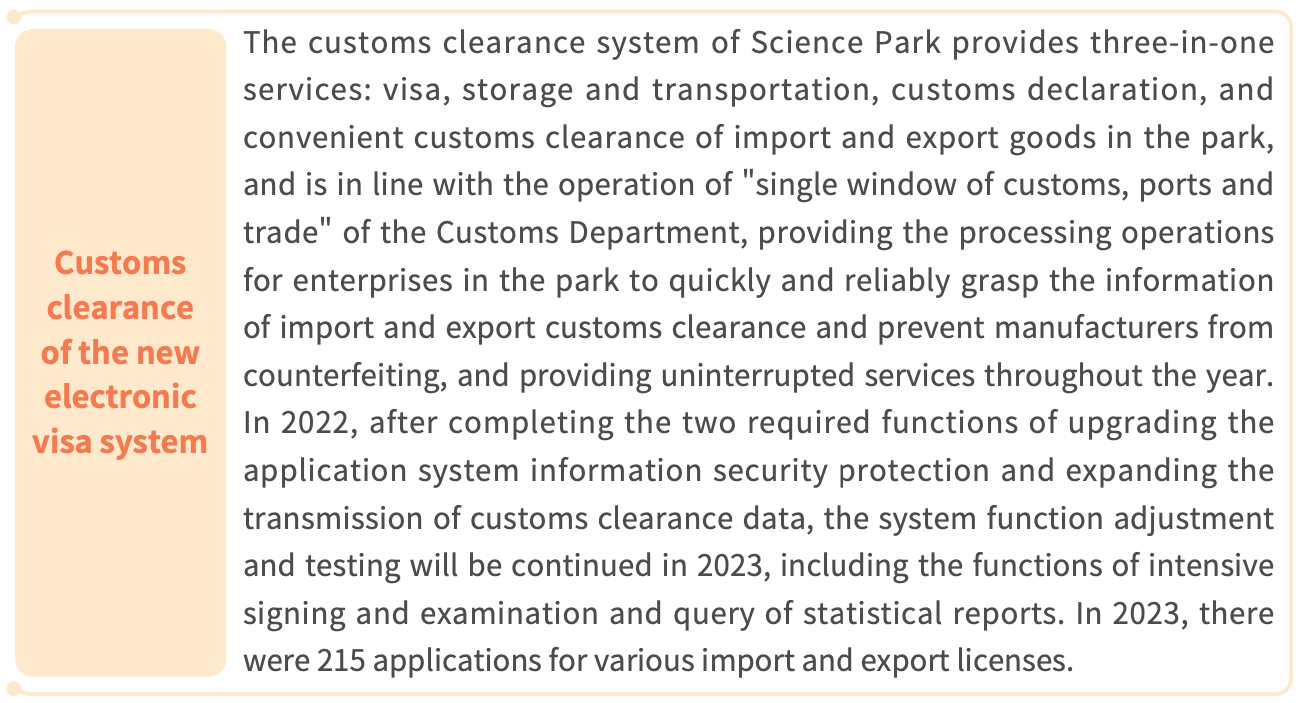 Customs
clearance
of the new
electronic
visa system
The customs clearance system of Science Park provides three-in-one
services: visa, storage and transportation, customs declaration, and
convenient customs clearance of import and export goods in the park,
and is in line with the operation of "single window of customs, ports and
trade" of the Customs Department, providing the processing operations
for enterprises in the park to quickly and reliably grasp the information
of import and export customs clearance and prevent manufacturers from
counterfeiting, and providing uninterrupted services throughout the year.
In 2022, after completing the two required functions of upgrading the
application system information security protection and expanding the
transmission of customs clearance data, the system function adjustment
and testing will be continued in 2023, including the functions of intensive
signing and examination and query of statistical reports. In 2023, there
were 215 applications for various import and export licenses.